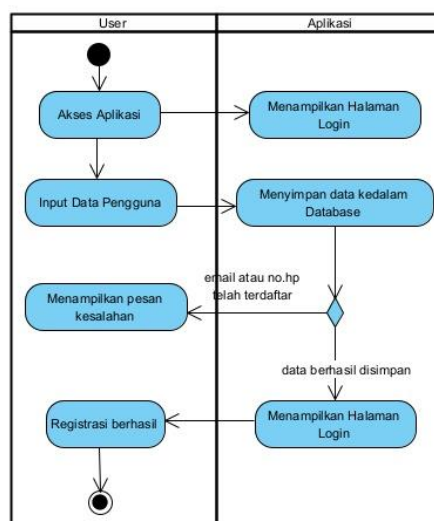 User
Aplikasi
Akses Aplikasi
Menampilkan Halaman
Login
Input Data Pengguna
Menyimpan data kedalam
Database
email atau no.hp
telah terdaftar
Menampilkan pesan
kesalahan
data berhasil disimpan
Menampilkan Halaman
Login
Registrasi berhasil